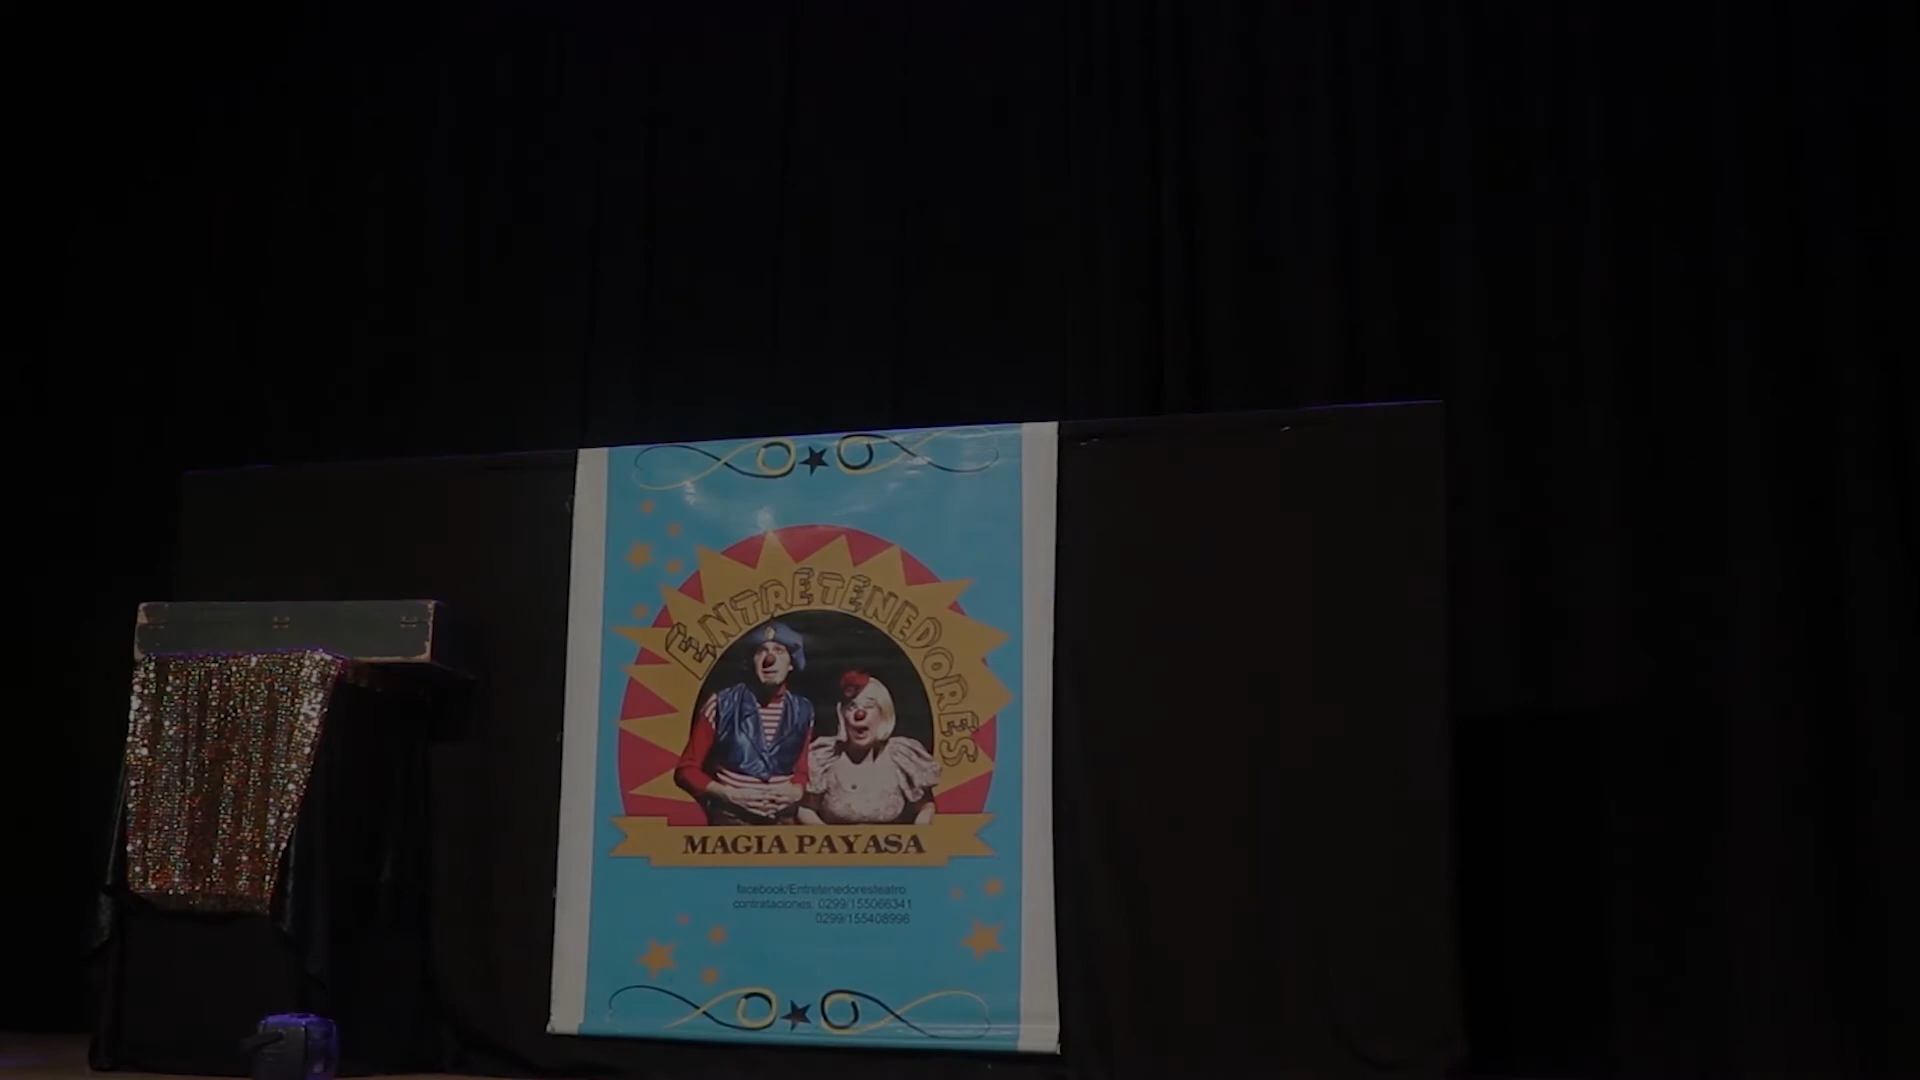 ENTRETENEDORES
MAGIA PAYASA
facebook/Entretenedoresteatro
contrataciones: 0299/155066341
0299/155408996